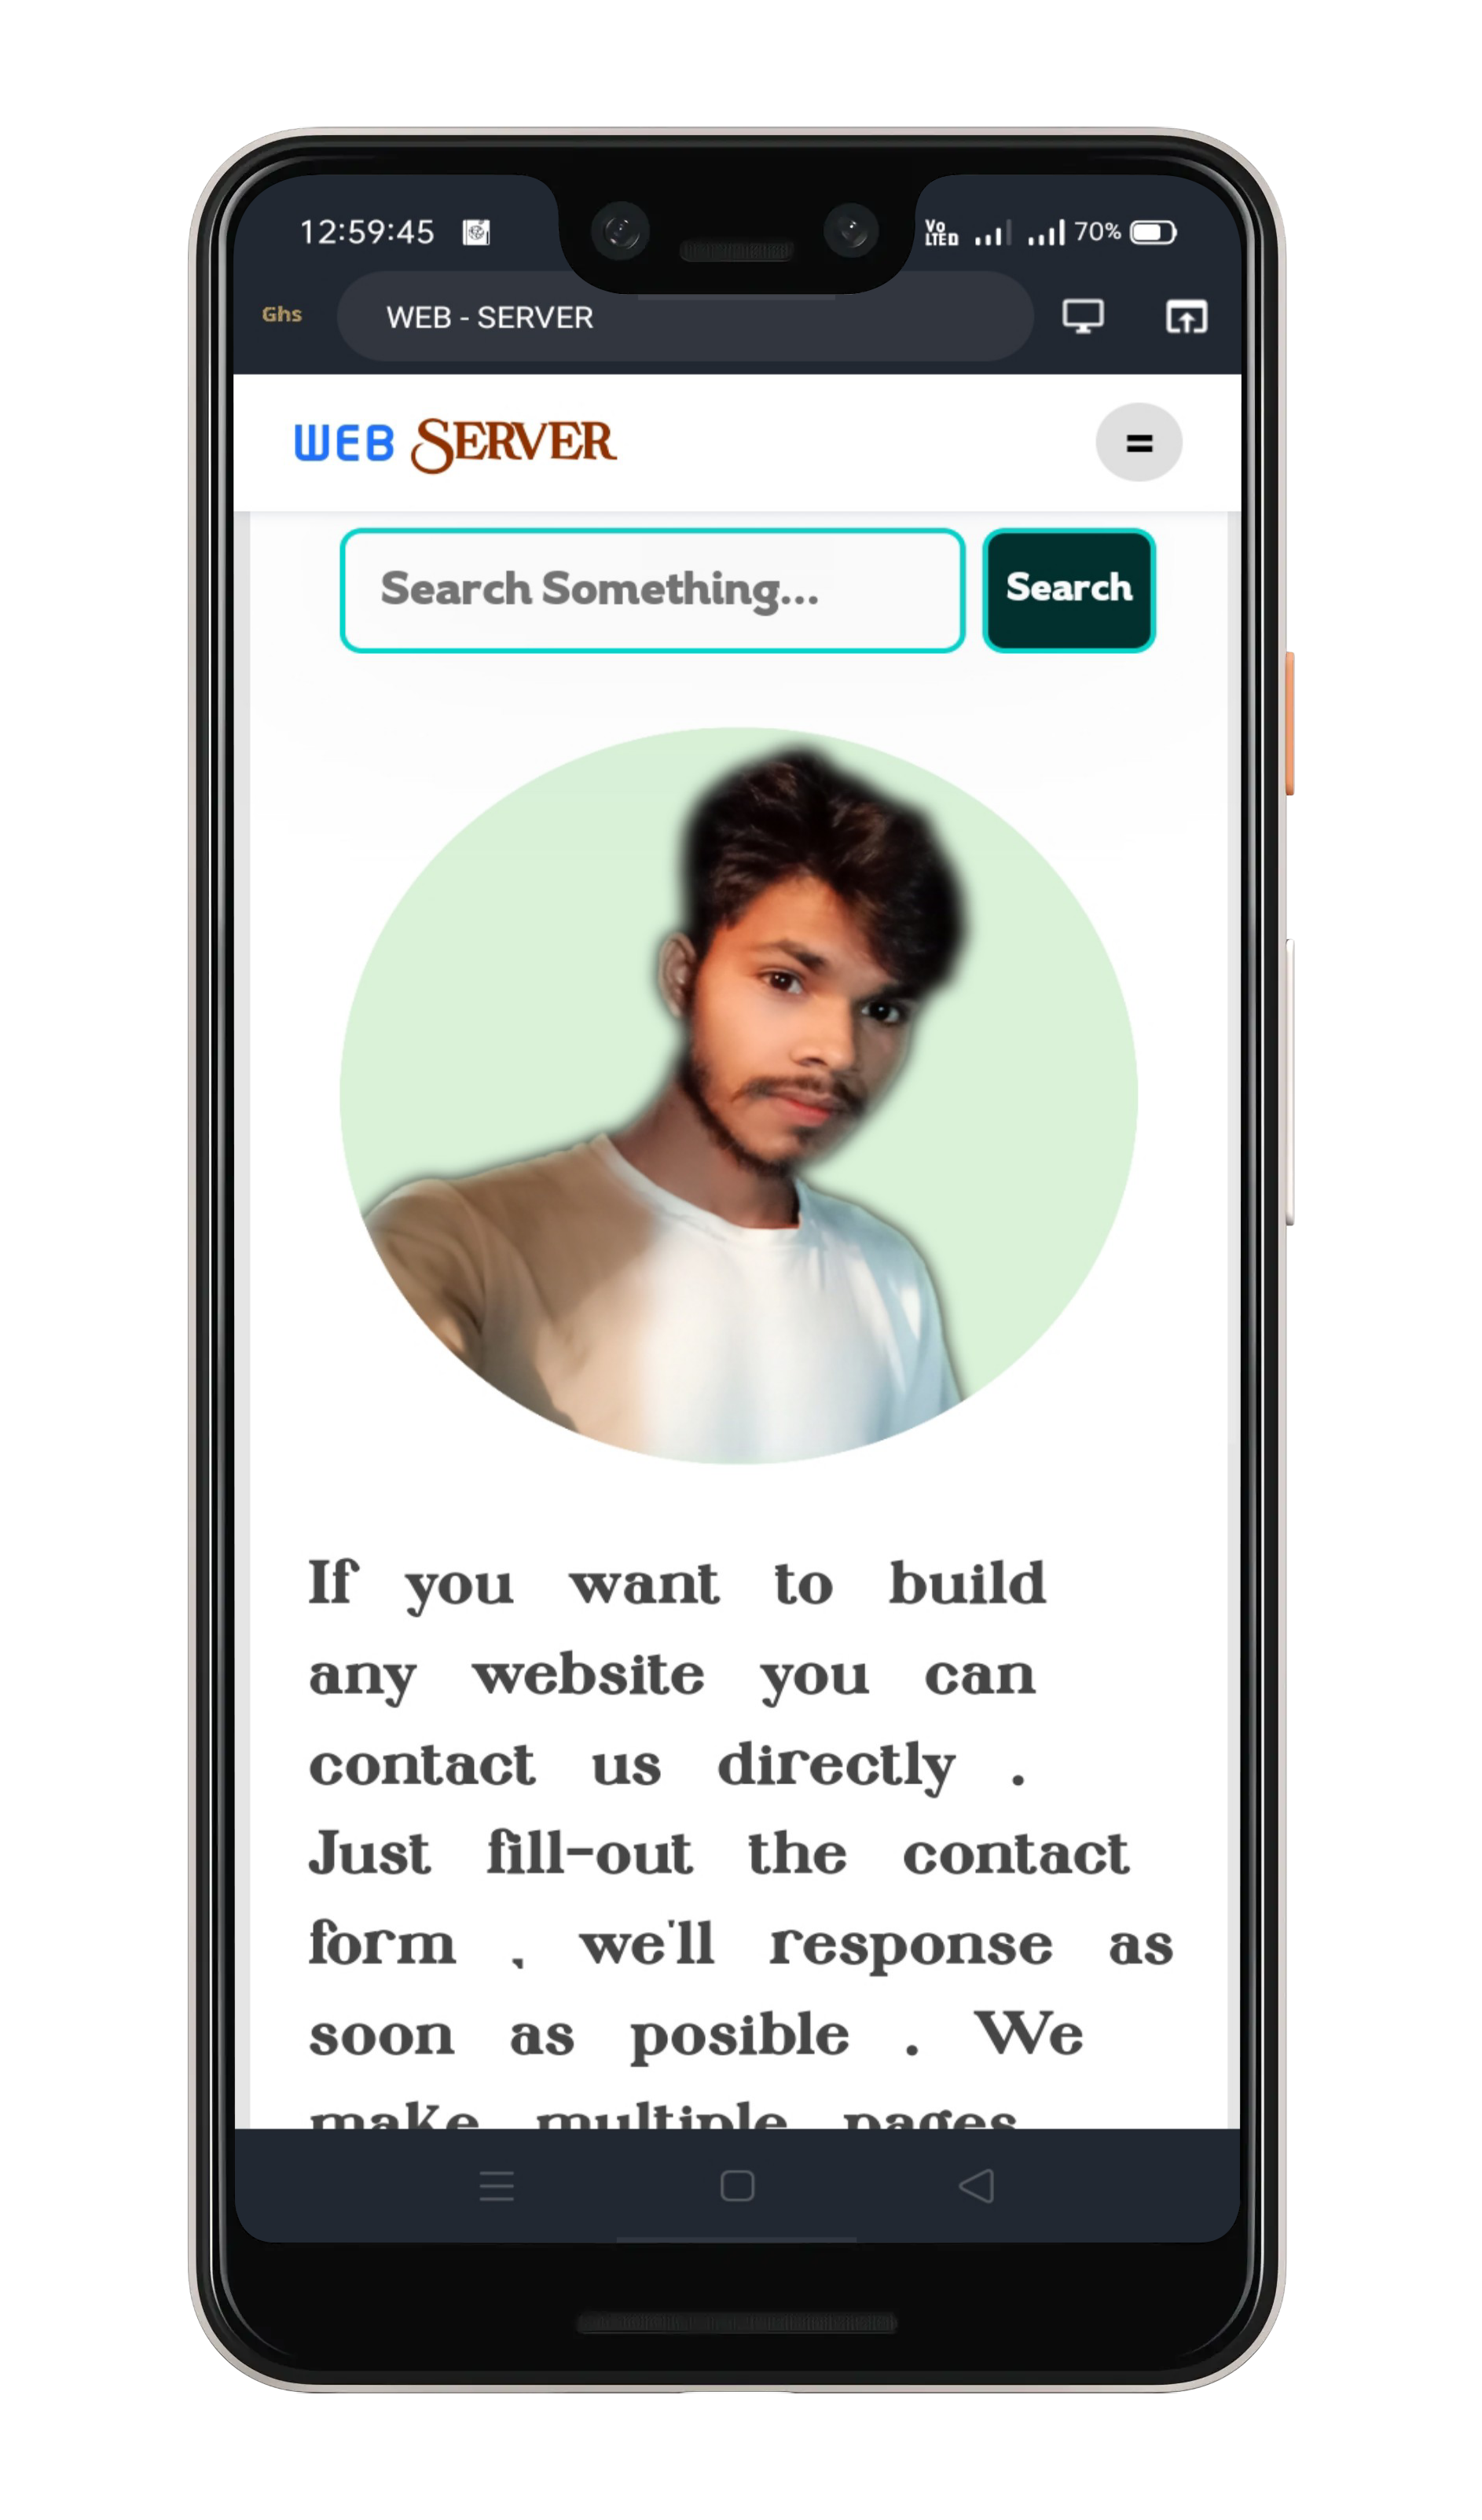 12:59:45 Vo LTED 70%
Ghs WEB - SERVER
WEB SERVER =
Search Something... Search
If you want to build
any website you can
contact us directly .
Just fill-out the contact
form , we'll response as
soon as posible . We
make multiple pages